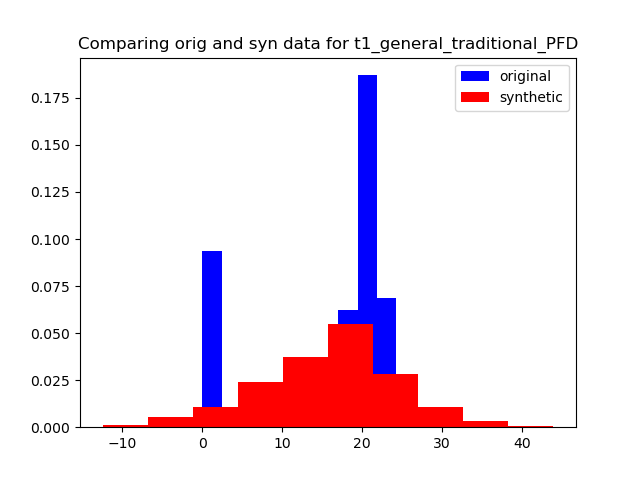 Comparing orig and syn data for t1_general_traditional_PFD
original
synthetic
0.175
0.150
0.125
0.100
0.075
0.050
0.025
0.000
−10 0 10 20 30 40